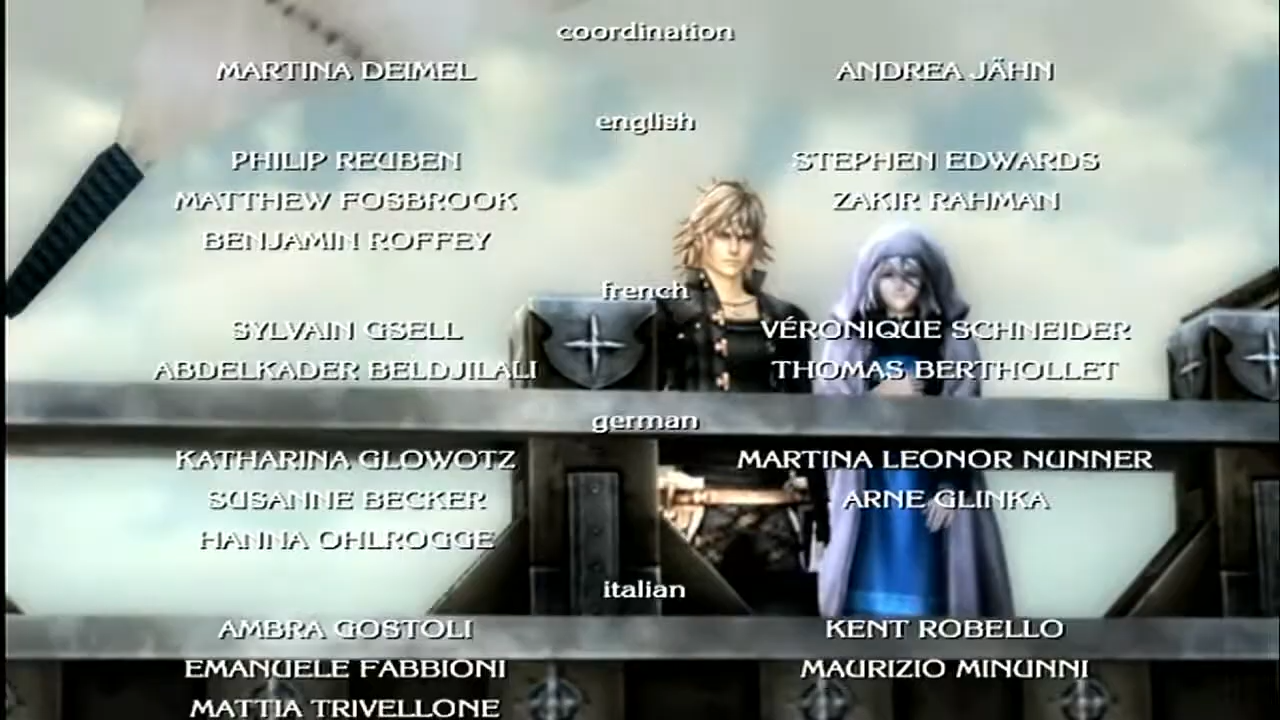 coordination
MARTINA DEIMEL ANDREA JÄHN
english
PHILIP REUBEN STEPHEN EDWARDS
MATTHEW FOSBROOK ZAKIR RAHMAN
BENJAMIN ROFFEY
french
SYLVAIN GSELL VÉRONIQUE SCHNEIDER
ABDELKADER BELDJILALI THOMAS BERTHOLLET
german
KATHARINA GLOWOTZ MARTINA LEONOR NUNNER
SUSANNE BECKER ARNE GLINKA
HANNA OHLROGGE
italian
AMBRA GOSTOLI KENT ROBELLO
EMANUELE FABBIONI MAURIZIO MINUNNI
MATTIA TRIVELLONE